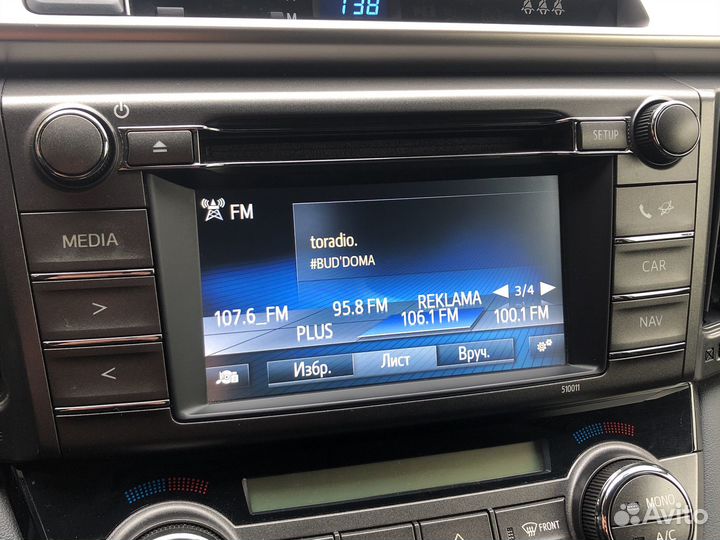 138
M
SETUP
MEDIA
>
<
FM
toradio.
#BUD'DOMA
107.6_FM
95.8 FM
REKLAMA
3/4
PLUS
106.1 FM
100.1 FM
Избр.
Лист
Вруч.
CAR
NAV
510011
FRONT
MONO
A/C
Avito